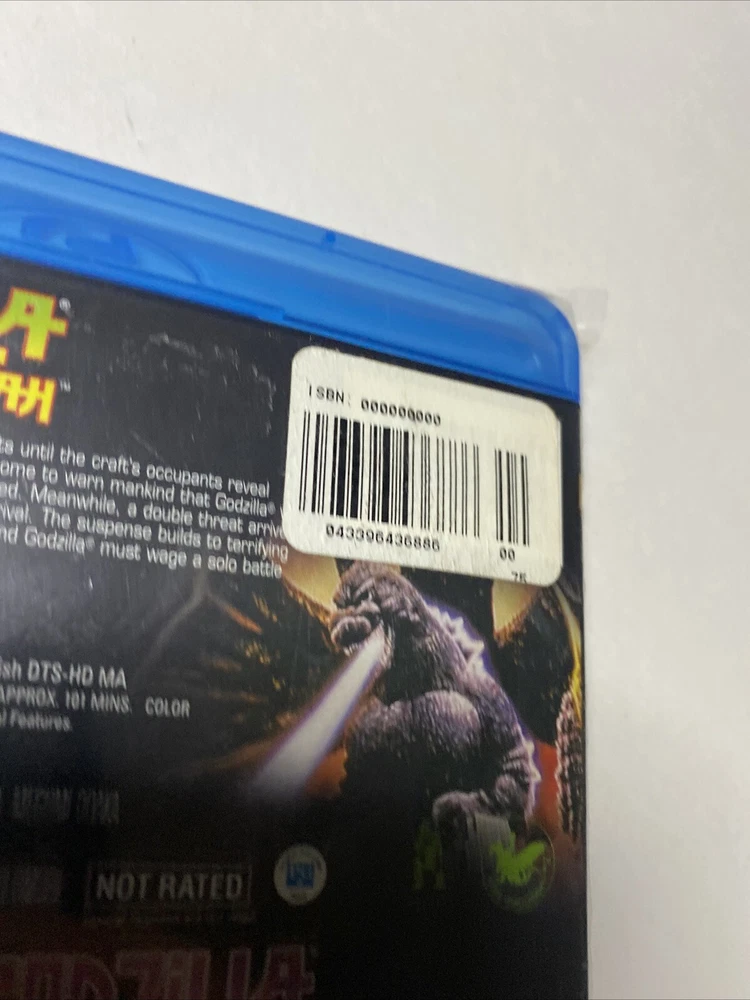 ISBN: 000000000
043396436886
00
75
ts until the craft's occupants reveal
ome to warn mankind that Godzilla®
ed. Meanwhile, a double threat arriv
rival. The suspense builds to terrifying
nd Godzilla® must wage a solo battle
ish DTS-HD MA
APPROX. 101 MINS. COLOR
l Features.
NOT RATED